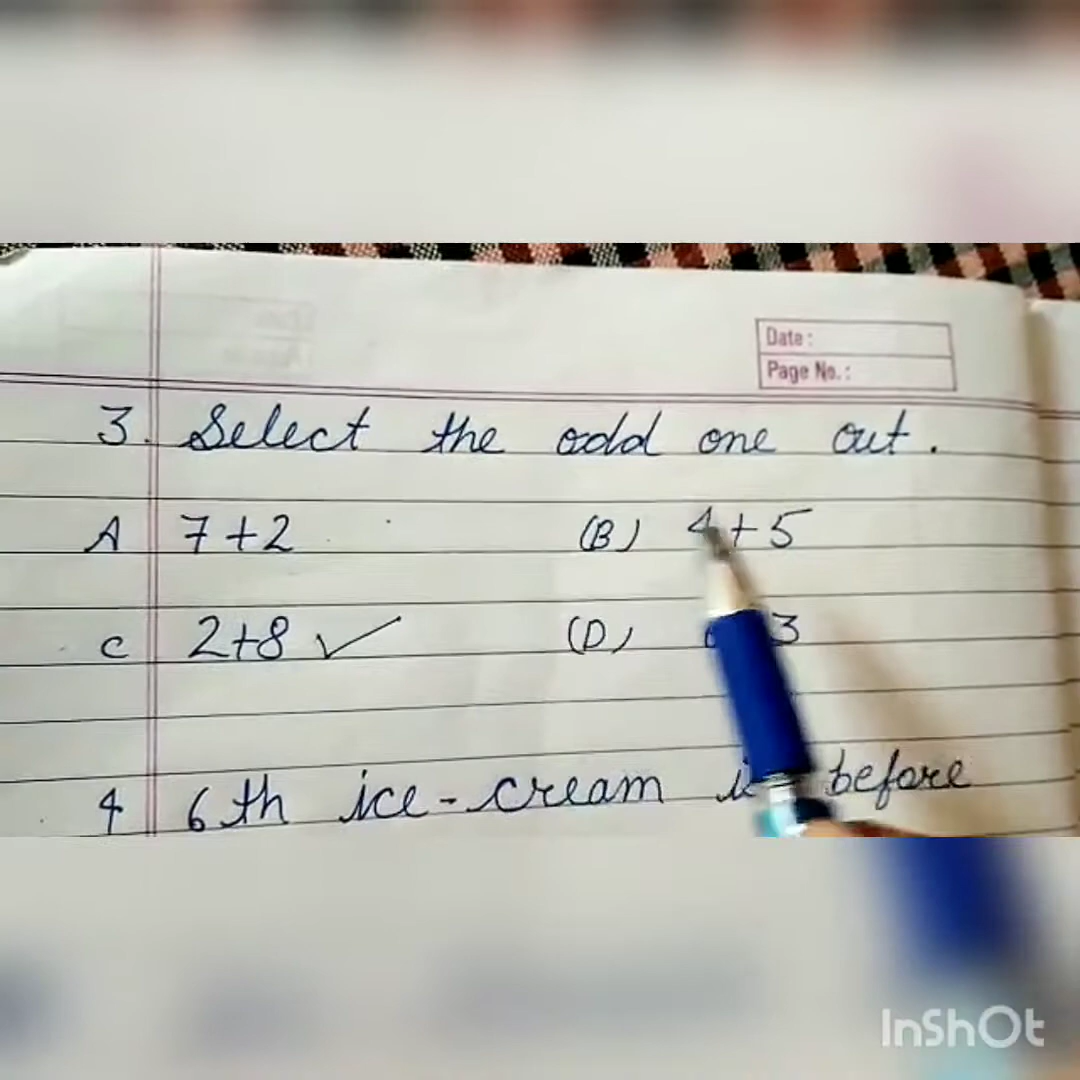 Date :
Page No. :
3. Select the odd one out.
A 7+2 (B) 4+5
C 2+8 ✓ (D) 3
4 6th ice-cream before
InShOt